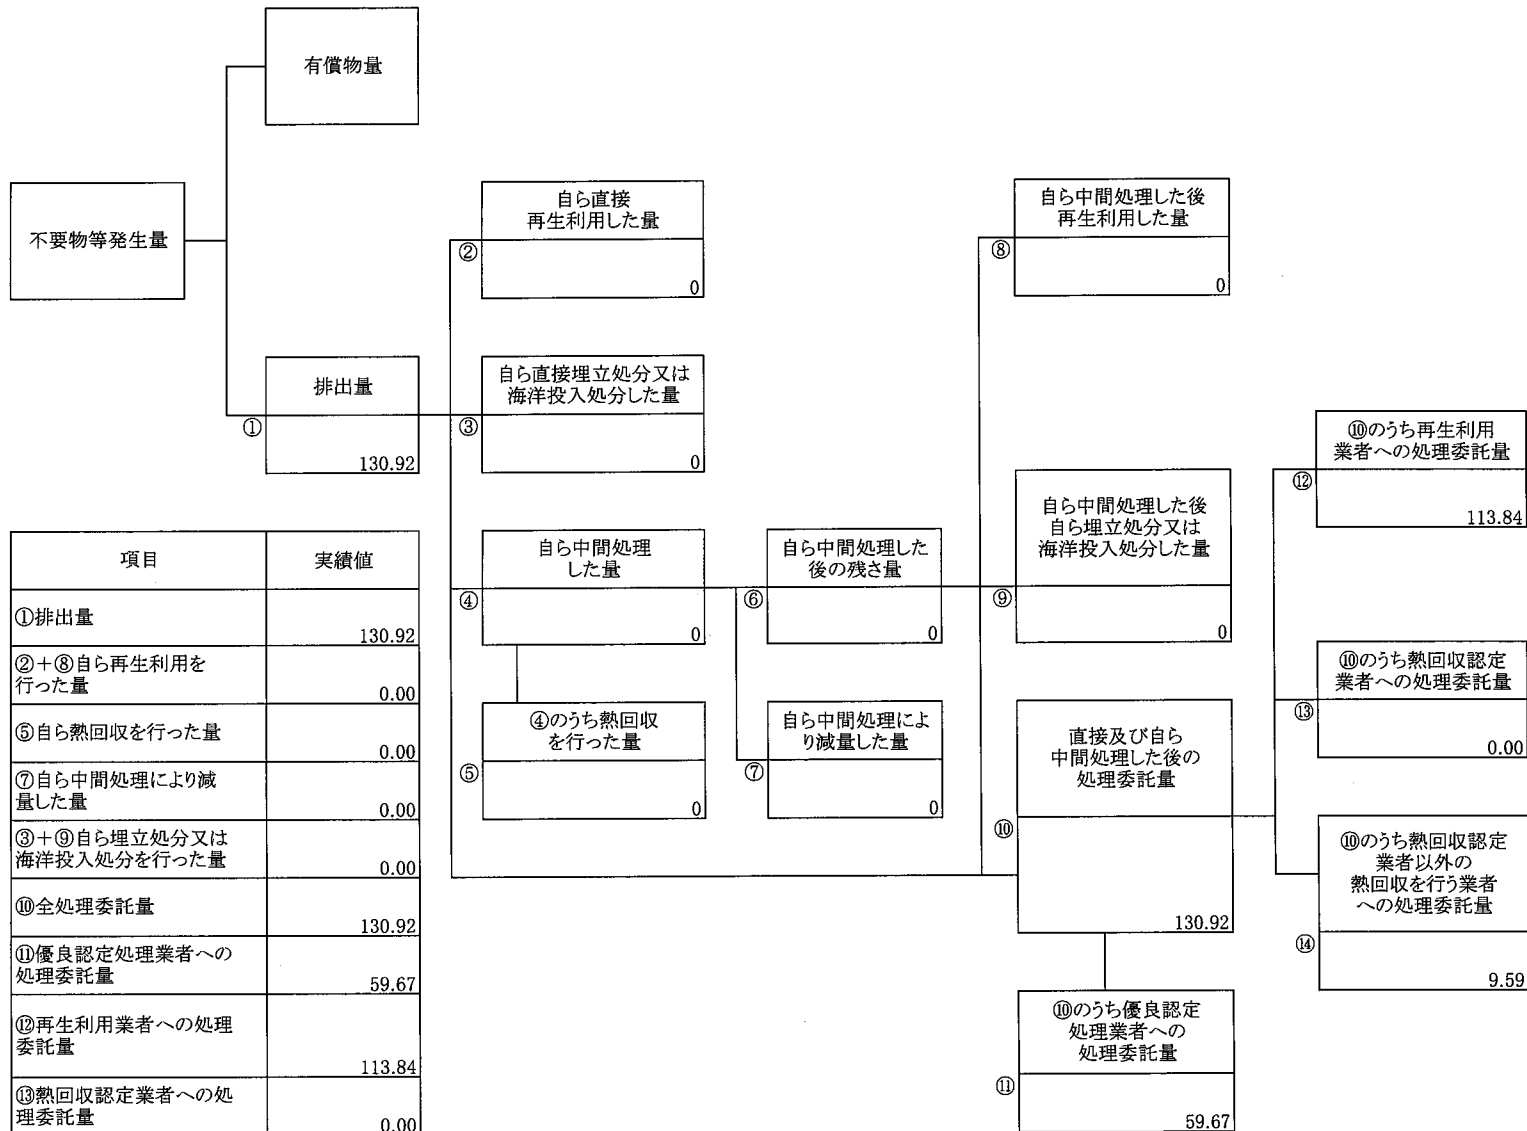 有償物量
不要物等発生量
排出量
①
130.92
自ら直接
再生利用した量
②
0
自ら直接埋立処分又は
海洋投入処分した量
③
0
自ら中間処理
した量
④
0
④のうち熱回収
を行った量
⑤
0
自ら中間処理した
後の残さ量
⑥
0
自ら中間処理によ
り減量した量
⑦
0
自ら中間処理した後
再生利用した量
⑧
0
自ら中間処理した後
自ら埋立処分又は
海洋投入処分した量
⑨
0
直接及び自ら
中間処理した後の
処理委託量
⑩
130.92
⑩のうち優良認定
処理業者への
処理委託量
⑪
59.67
⑩のうち再生利用
業者への処理委託量
⑫
113.84
⑩のうち熱回収認定
業者への処理委託量
⑬
0.00
⑩のうち熱回収認定
業者以外の
熱回収を行う業者
への処理委託量
⑭
9.59
項目 実績値
①排出量
130.92
②+⑧自ら再生利用を
行った量
0.00
⑤自ら熱回収を行った量
0.00
⑦自ら中間処理により減
量した量
0.00
③+⑨自ら埋立処分又は
海洋投入処分を行った量
0.00
⑩全処理委託量
130.92
⑪優良認定処理業者への
処理委託量
59.67
⑫再生利用業者への処理
委託量
113.84
⑬熱回収認定業者への処
理委託量
0.00